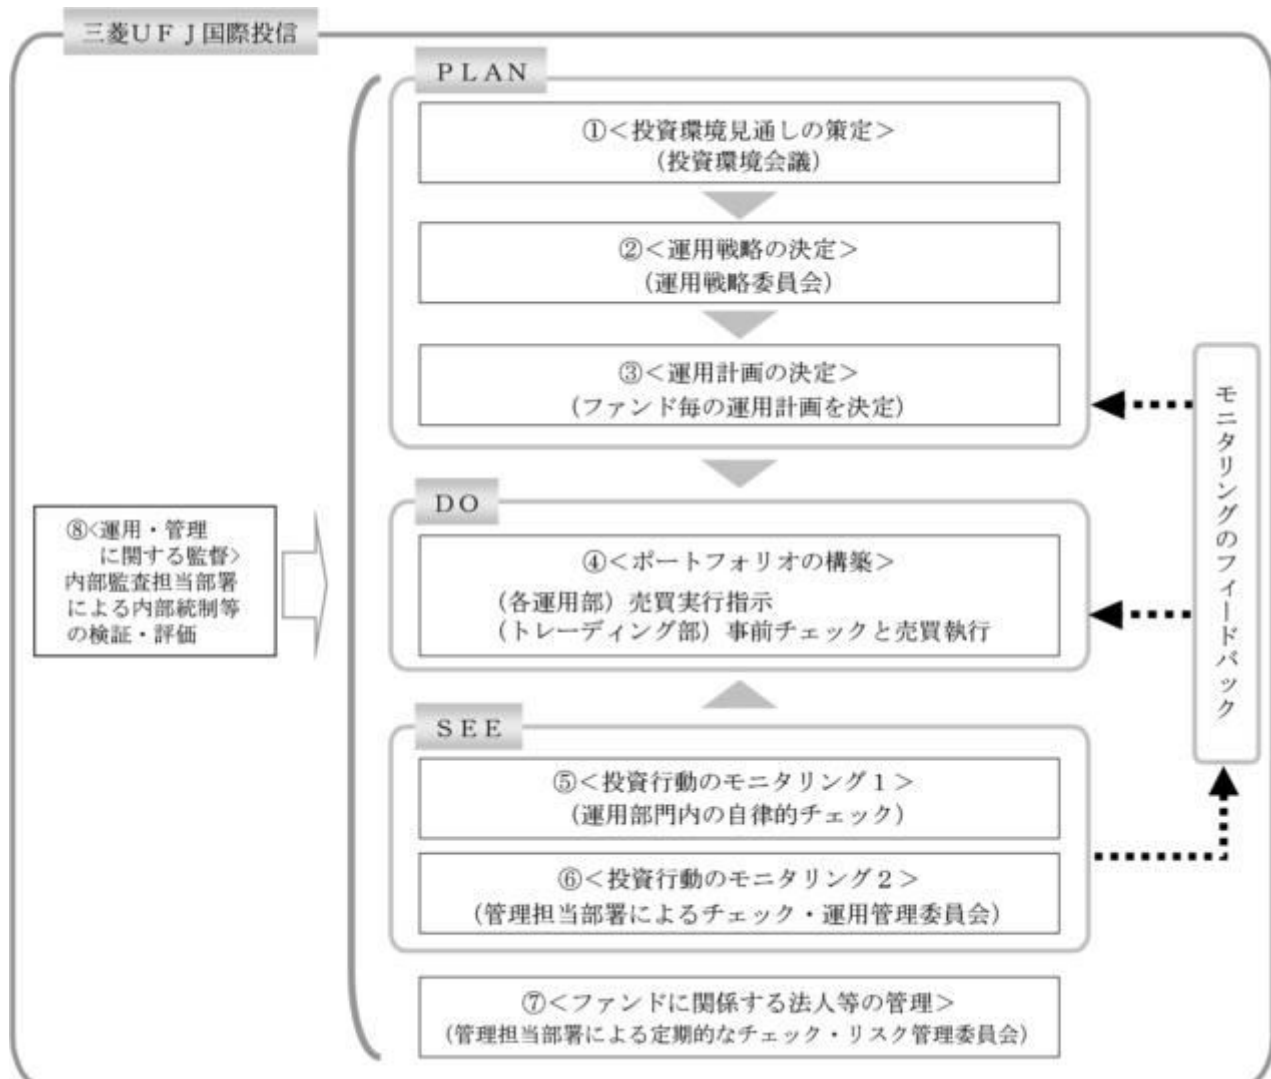 三菱UFJ国際投信
PLAN
①<投資環境見通しの策定>
(投資環境会議)
②<運用戦略の決定>
(運用戦略委員会)
③<運用計画の決定>
(ファンド毎の運用計画を決定)
DO
④<ポートフォリオの構築>
(各運用部) 売買実行指示
(トレーディング部) 事前チェックと売買執行
SEE
⑤<投資行動のモニタリング1>
(運用部門内の自律的チェック)
⑥<投資行動のモニタリング2>
(管理担当部署によるチェック・運用管理委員会)
⑦<ファンドに関係する法人等の管理>
(管理担当部署による定期的なチェック・リスク管理委員会)
⑧<運用・管理
に関する監督>
内部監査担当部署
による内部統制等
の検証・評価
モニタリングのフィードバック